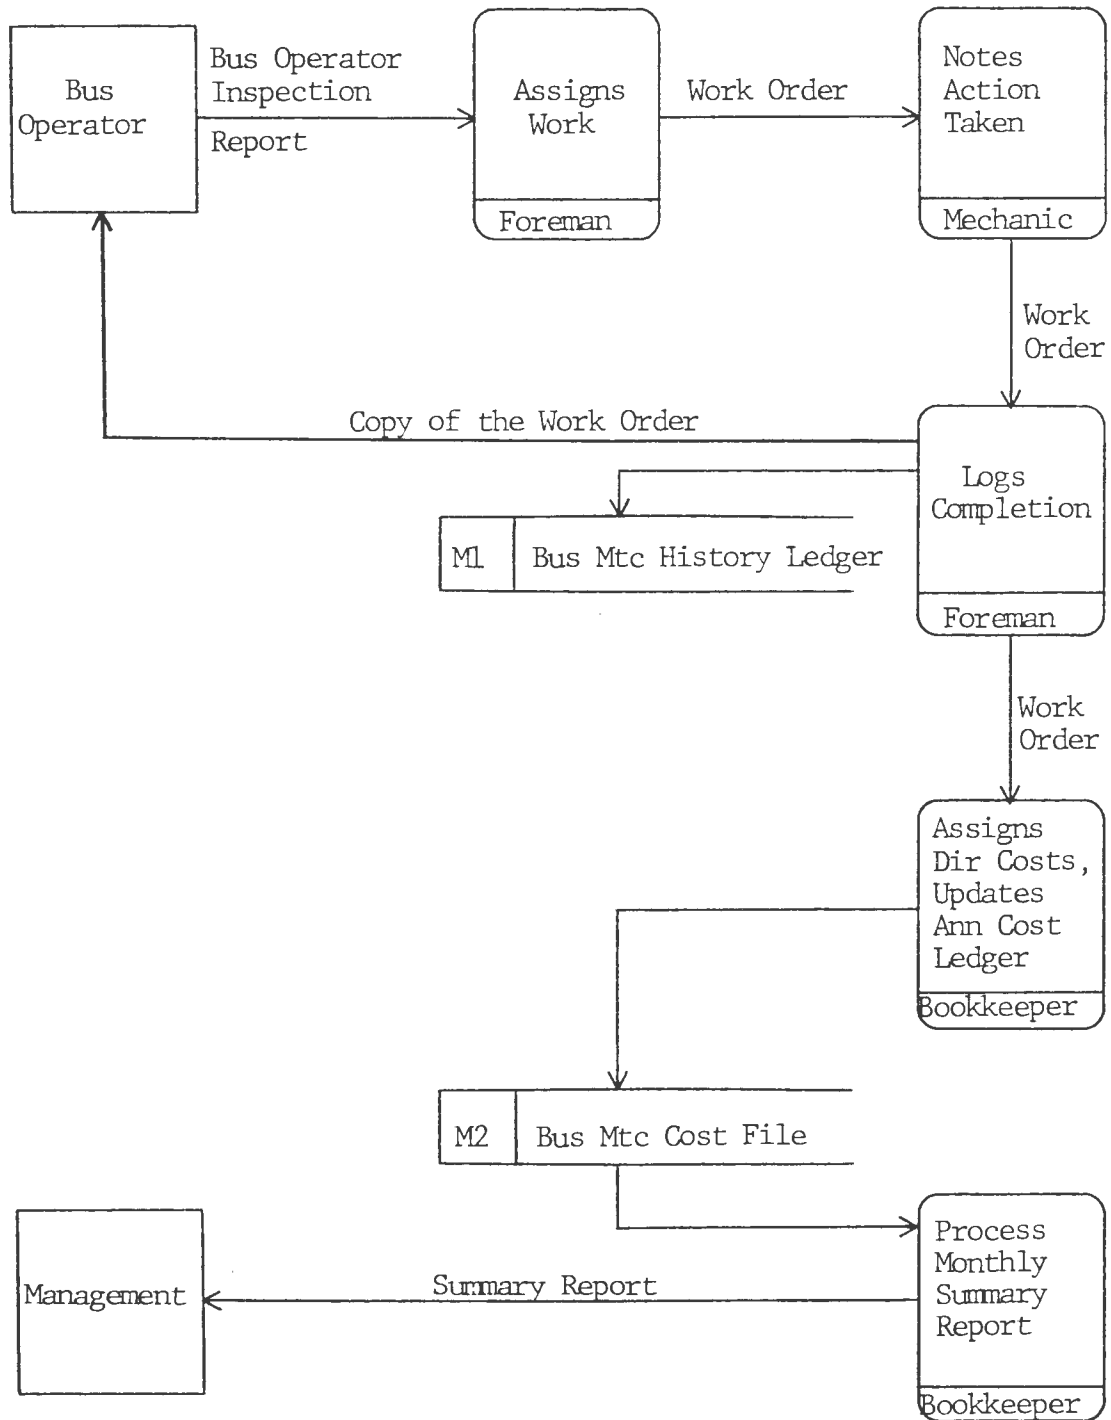 Bus
Operator
Bus Operator
Inspection
Report
Assigns
Work
Foreman
Work Order
Notes
Action
Taken
Mechanic
Work
Order
Copy of the Work Order
Logs
Completion
Foreman
M1
Bus Mtc History Ledger
Work
Order
Assigns
Dir Costs,
Updates
Ann Cost
Ledger
Bookkeeper
M2
Bus Mtc Cost File
Process
Monthly
Summary
Report
Bookkeeper
Summary Report
Management